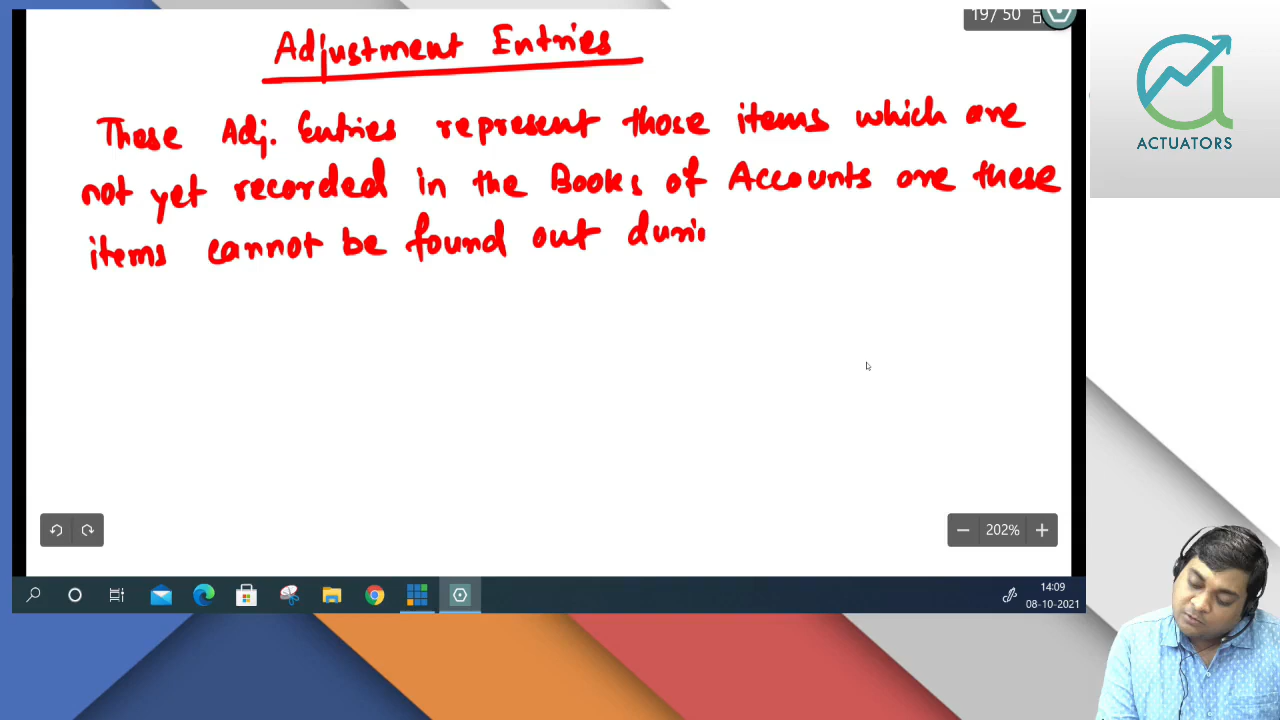 19 / 50
Adjustment Entries
ACTUATORS
These Adj. Entries represent those items which are
not yet recorded in the Books of Accounts are these
items cannot be found out duri
202%
14:09
08-10-2021